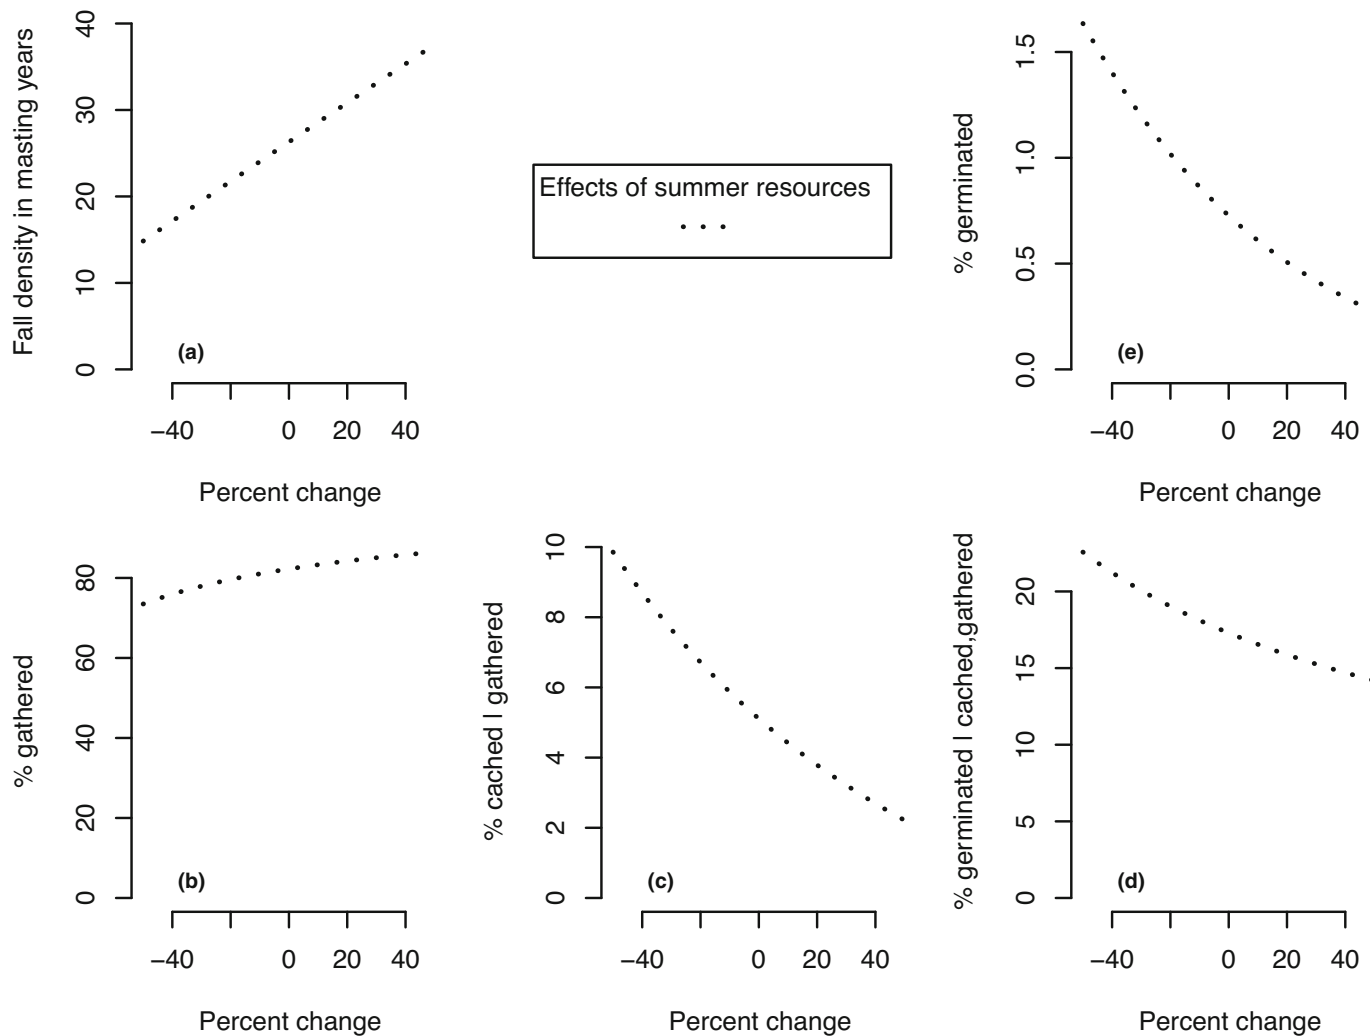 Fall density in masting years
40
30
20
10
0
(a)
−40
0
20
40
Percent change
Effects of summer resources
% germinated
1.5
1.0
0.5
0.0
(e)
−40
0
20
40
Percent change
% gathered
80
60
40
20
0
(b)
−40
0
20
40
Percent change
% cached | gathered
10
8
6
4
2
0
(c)
−40
0
20
40
Percent change
% germinated | cached,gathered
20
15
10
5
0
(d)
−40
0
20
40
Percent change